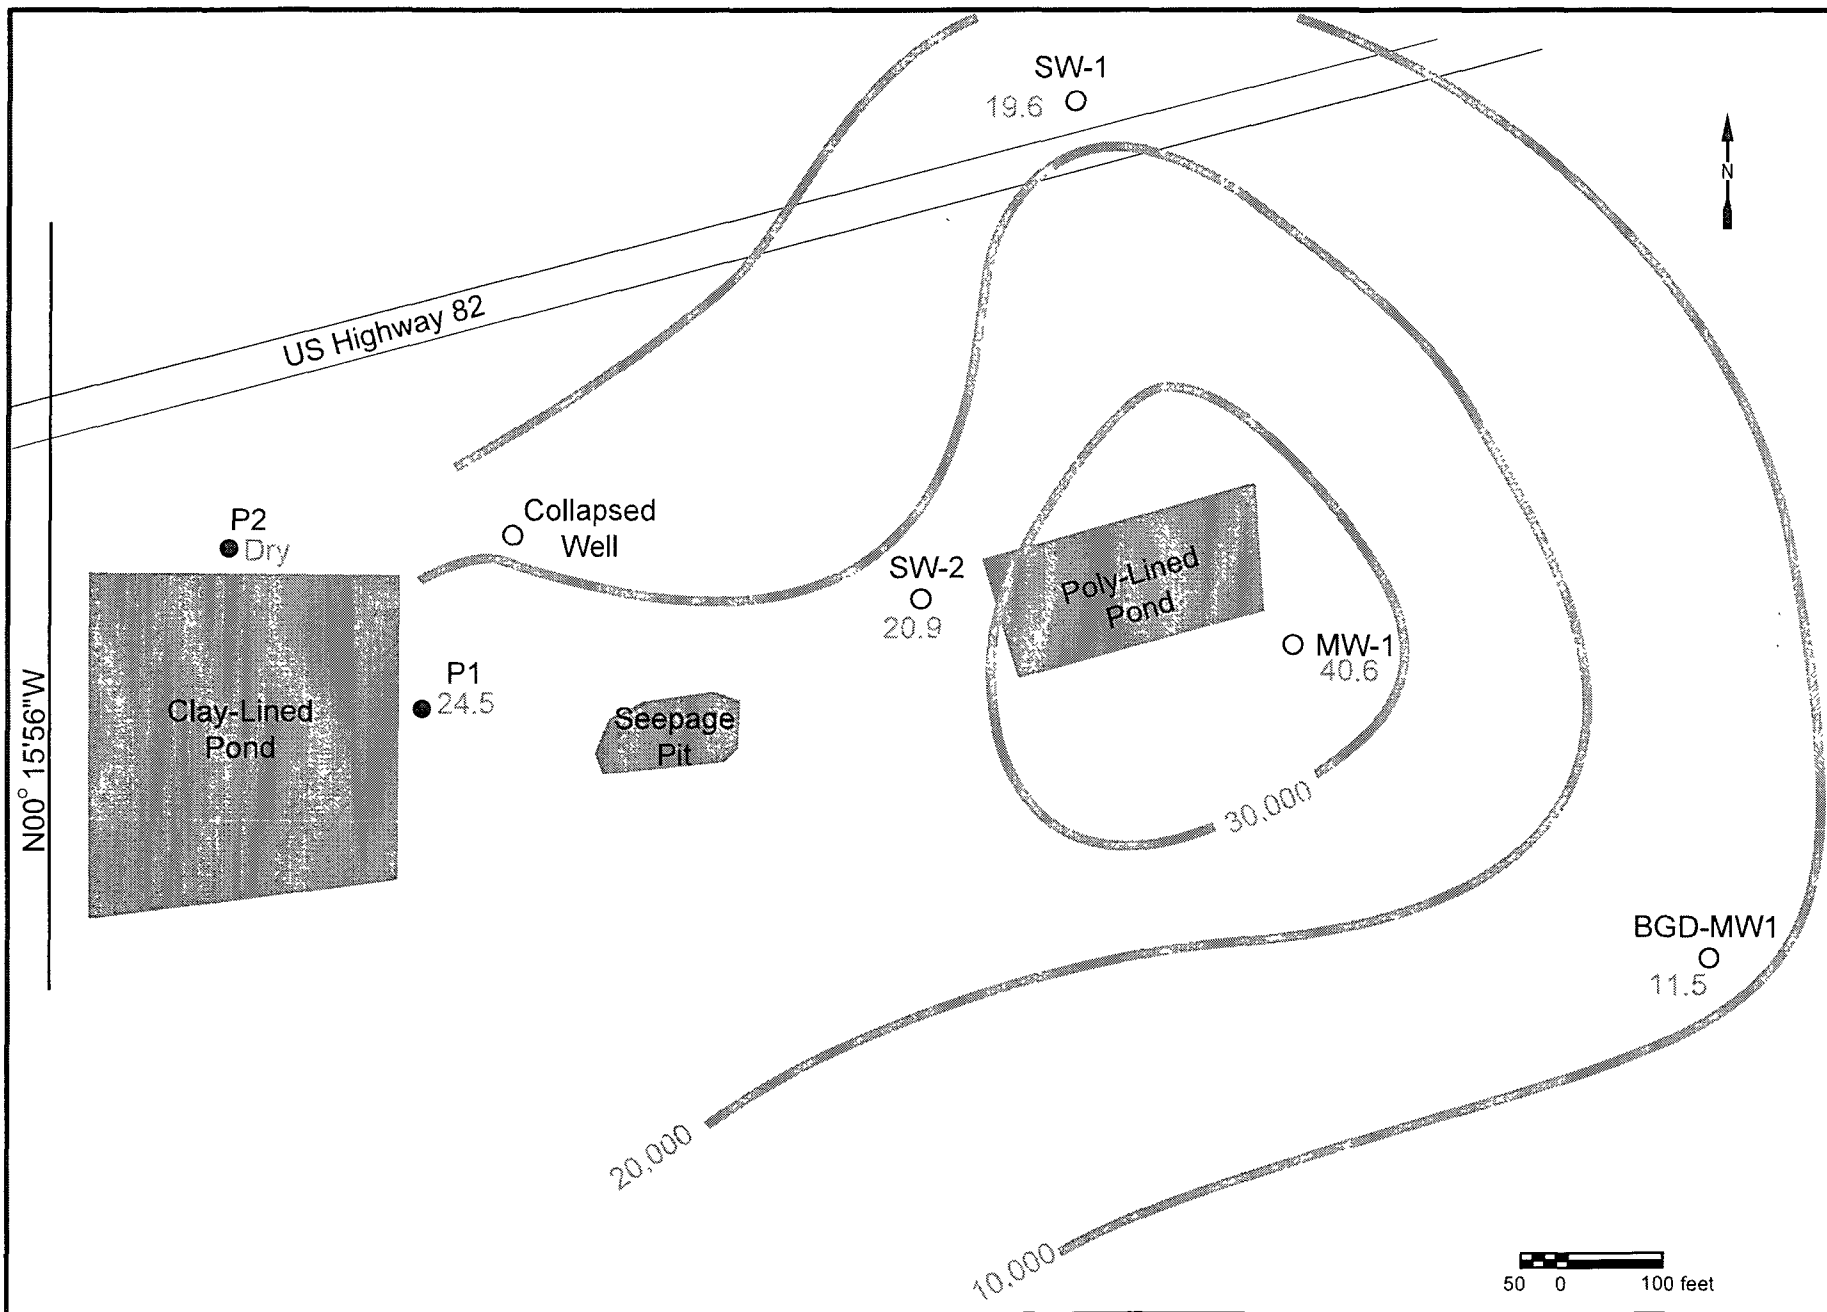 SW-1
19.6
N
US Highway 82
P2
Dry
Collapsed
Well
SW-2
20.9
Poly-Lined
Pond
MW-1
40.6
P1
24.5
Clay-Lined
Pond
Seepage
Pit
N00° 15'56"W
30,000
BGD-MW1
11.5
20,000
10,000
50 0 100 feet